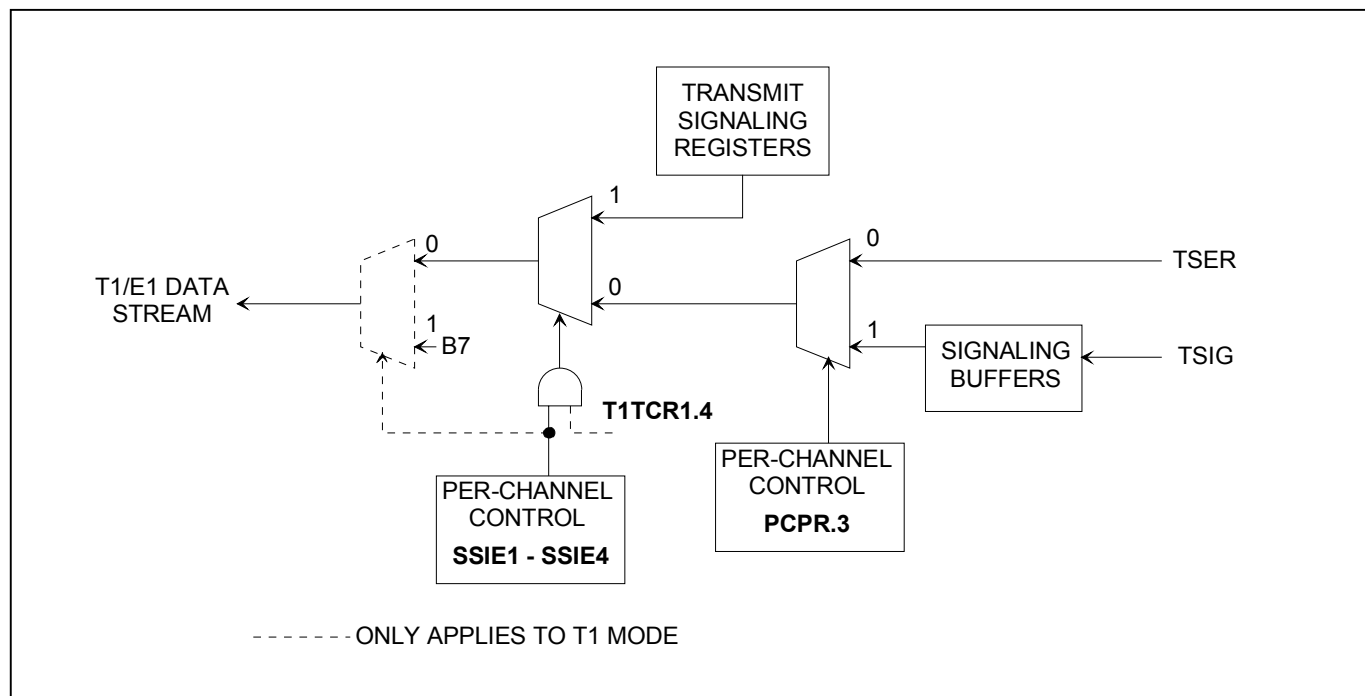 TRANSMIT
SIGNALING
REGISTERS
1
0
0
0
TSER
T1/E1 DATA
STREAM
1
B7
1
SIGNALING
BUFFERS
TSIG
T1TCR1.4
PER-CHANNEL
CONTROL
SSIE1 - SSIE4
PER-CHANNEL
CONTROL
PCPR.3
ONLY APPLIES TO T1 MODE